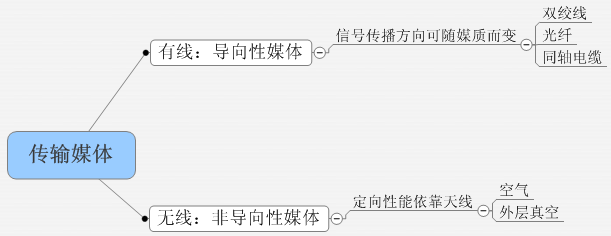 传输媒体
有线：导向性媒体
信号传播方向可随媒质而变
双绞线
光纤
同轴电缆
无线：非导向性媒体
定向性能依靠天线
空气
外层真空